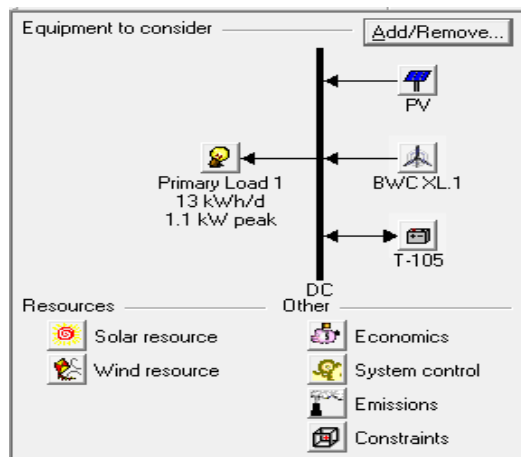 Equipment to consider
Add/Remove...
PV
Primary Load 1
13 kWh/d
1.1 kW peak
BWC XL.1
T-105
DC
Resources
Other
Solar resource
Economics
Wind resource
System control
Emissions
Constraints